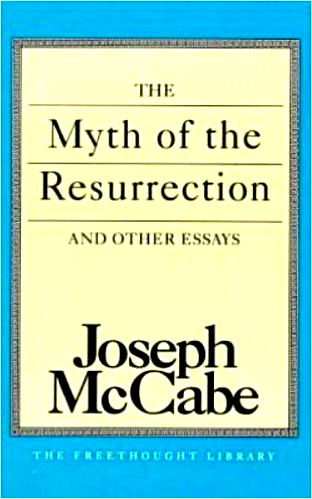 THE
Myth of the
Resurrection
AND OTHER ESSAYS
Joseph
McCabe
THE FREETHOUGHT LIBRARY